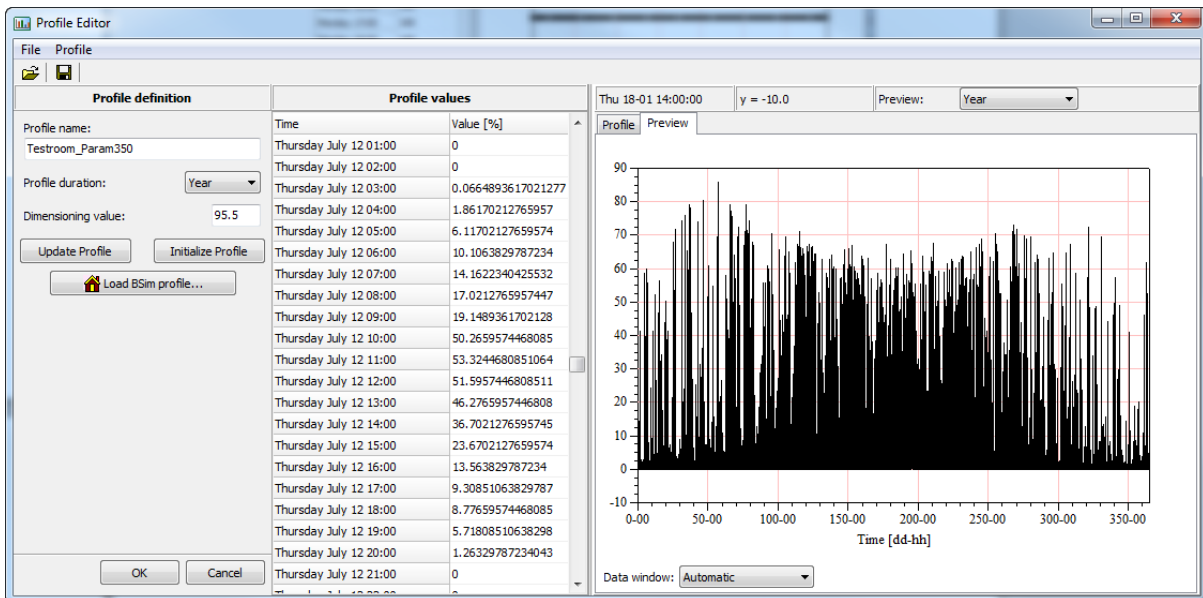 Profile Editor
File Profile
Profile definition
Profile name:
Testroom_Param350
Profile duration: Year
Dimensioning value: 95.5
Update Profile Initialize Profile
Load BSim profile...
OK Cancel
Profile values
Time Value [%]
Thursday July 12 01:00 0
Thursday July 12 02:00 0
Thursday July 12 03:00 0.0664893617021277
Thursday July 12 04:00 1.86170212765957
Thursday July 12 05:00 6.11702127659574
Thursday July 12 06:00 10.1063829787234
Thursday July 12 07:00 14.1622340425532
Thursday July 12 08:00 17.0212765957447
Thursday July 12 09:00 19.1489361702128
Thursday July 12 10:00 50.2659574468085
Thursday July 12 11:00 53.3244680851064
Thursday July 12 12:00 51.5957446808511
Thursday July 12 13:00 46.2765957446808
Thursday July 12 14:00 36.7021276595745
Thursday July 12 15:00 23.6702127659574
Thursday July 12 16:00 13.563829787234
Thursday July 12 17:00 9.30851063829787
Thursday July 12 18:00 8.77659574468085
Thursday July 12 19:00 5.71808510638298
Thursday July 12 20:00 1.26329787234043
Thursday July 12 21:00 0
Thu 18-01 14:00:00 y = -10.0 Preview: Year
Profile Preview
90
80
70
60
50
40
30
20
10
0
-10
0-00 50-00 100-00 150-00 200-00 250-00 300-00 350-00
Time [dd-hh]
Data window: Automatic